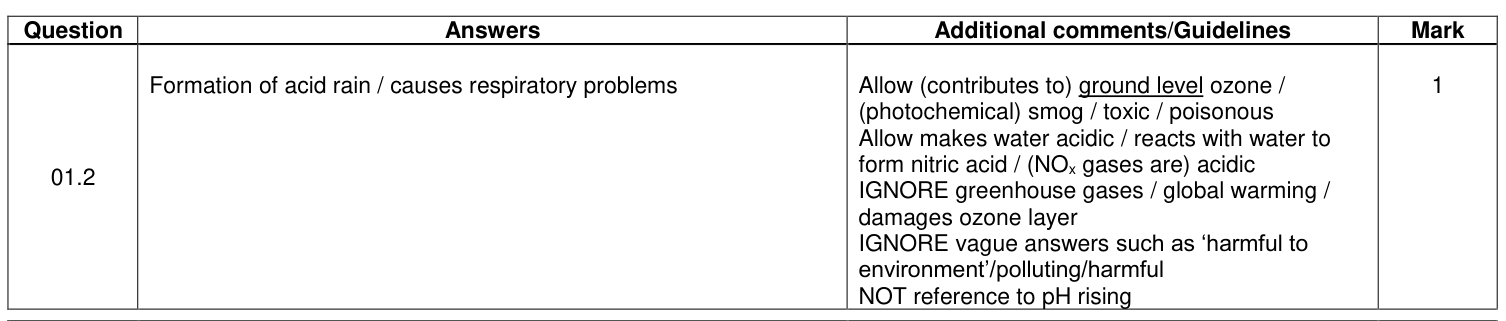 Question Answers Additional comments/Guidelines Mark
01.2
Formation of acid rain / causes respiratory problems
Allow (contributes to) ground level ozone /
(photochemical) smog / toxic / poisonous
Allow makes water acidic / reacts with water to
form nitric acid / (NOₓ gases are) acidic
IGNORE greenhouse gases / global warming /
damages ozone layer
IGNORE vague answers such as ‘harmful to
environment’/polluting/harmful
NOT reference to pH rising
1